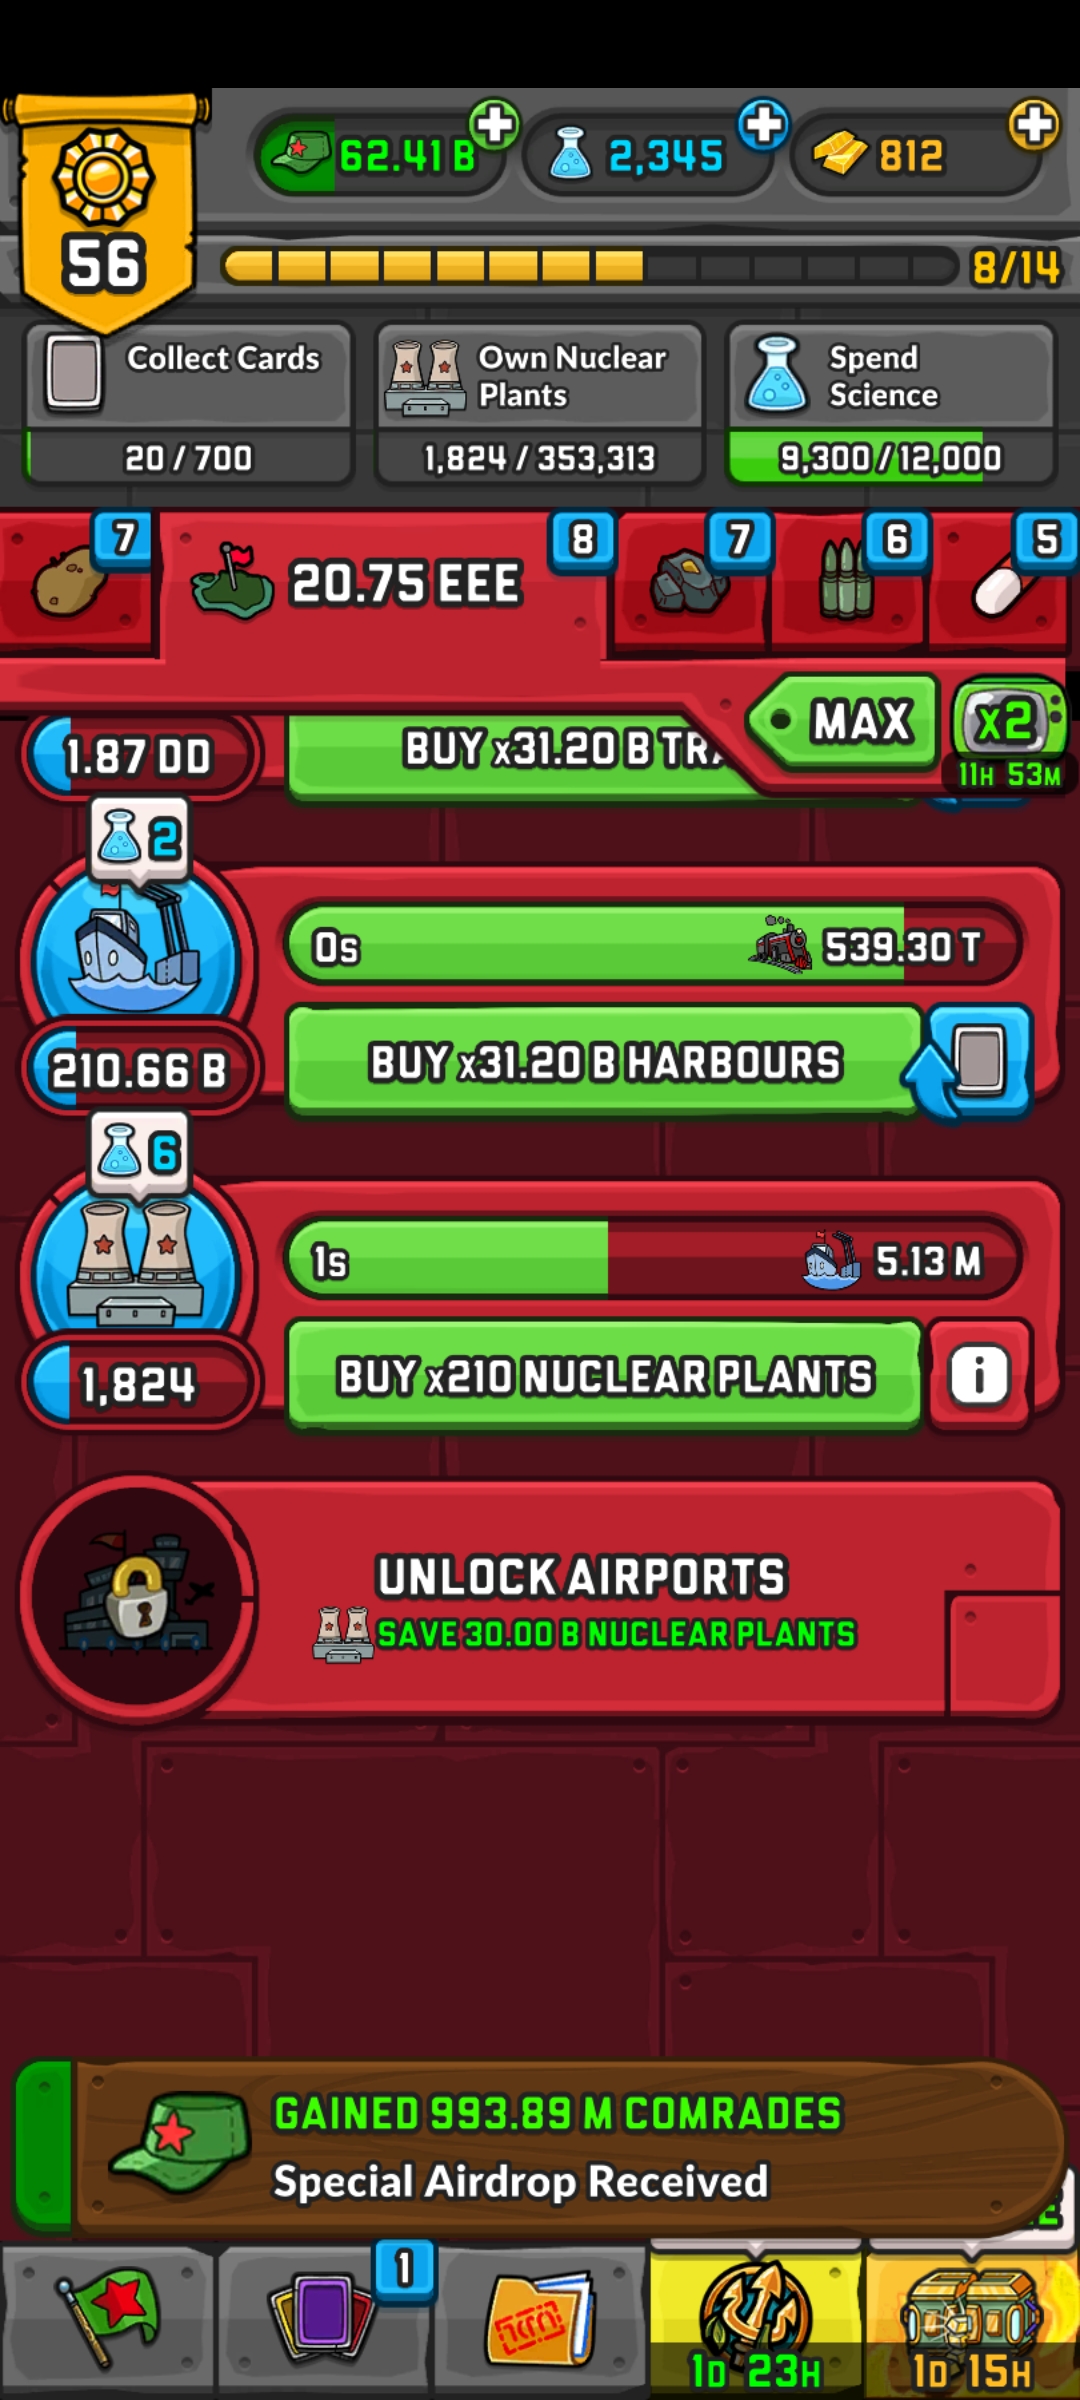 62.41 B
2,345
812
56
8/14
Collect Cards
20 / 700
Own Nuclear
Plants
1,824 / 353,313
Spend
Science
9,300 / 12,000
7
20.75 EEE
8
7
6
5
MAX
x2
11H 53M
1.87 DD
BUY x31.20 B
2
0s
539.30 T
210.66 B
BUY x31.20 B HARBOURS
6
1s
5.13 M
1,824
BUY x210 NUCLEAR PLANTS
i
UNLOCK AIRPORTS
SAVE 30.00 B NUCLEAR PLANTS
GAINED 993.89 M COMRADES
Special Airdrop Received
1
1D 23H
1D 15H